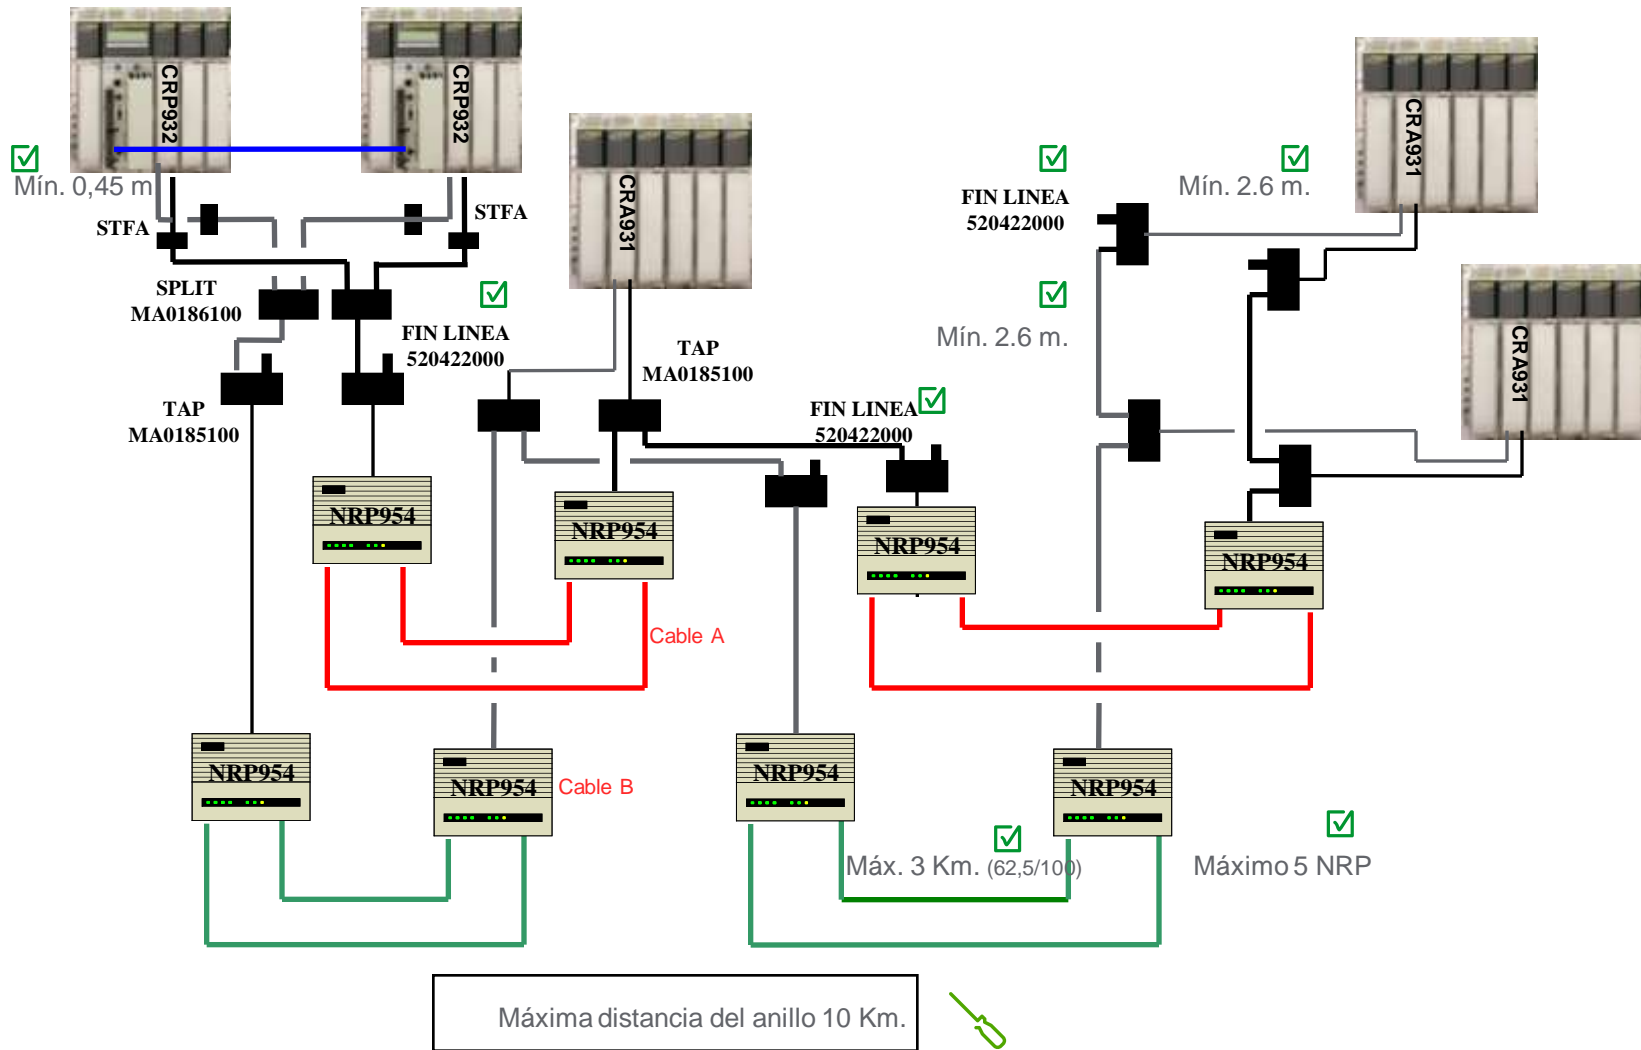 CRP932
CRP932
CRA931
CRA931
CRA931
Mín. 0,45 m
STFA
STFA
FIN LINEA
520422000
Mín. 2.6 m.
SPLIT
MA0186100
Mín. 2.6 m.
FIN LINEA
520422000
TAP
MA0185100
TAP
MA0185100
FIN LINEA
520422000
NRP954
NRP954
NRP954
NRP954
Cable A
NRP954
NRP954
Cable B
NRP954
NRP954
Máx. 3 Km. (62,5/100)
Máximo 5 NRP
Máxima distancia del anillo 10 Km.